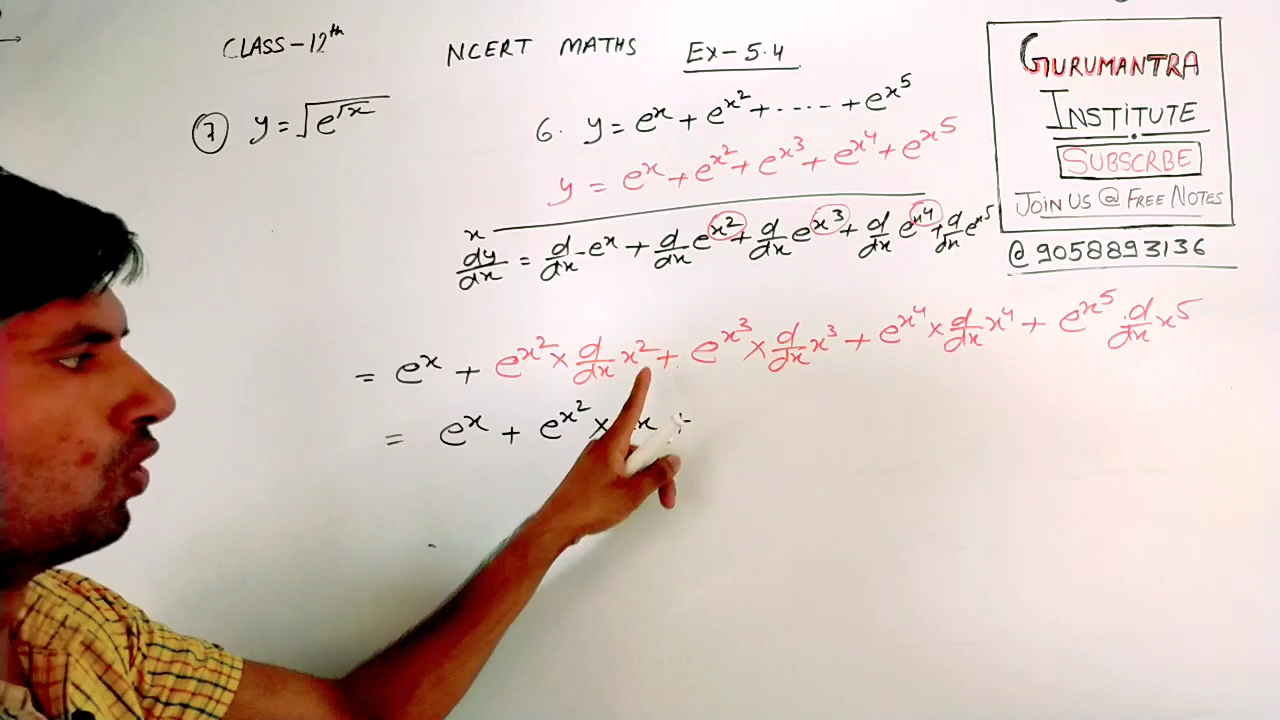 CLASS-12th NCERT MATHS Ex-5.4
⑦ y = √(e^√x)
6. y = e^x + e^x² + ----- + e^x⁵
y = e^x + e^x² + e^x³ + e^x⁴ + e^x⁵
x
dy/dx = d/dx e^x + d/dx e^x² + d/dx e^x³ + d/dx e^x⁴ + d/dx e^x⁵
= e^x + e^x² × d/dx x² + e^x³ × d/dx x³ + e^x⁴ × d/dx x⁴ + e^x⁵ d/dx x⁵
= e^x + e^x² × x +
GURUMANTRA
INSTITUTE
SUBSCRBE
JOIN US @ FREE NOTES
@ 9058893136